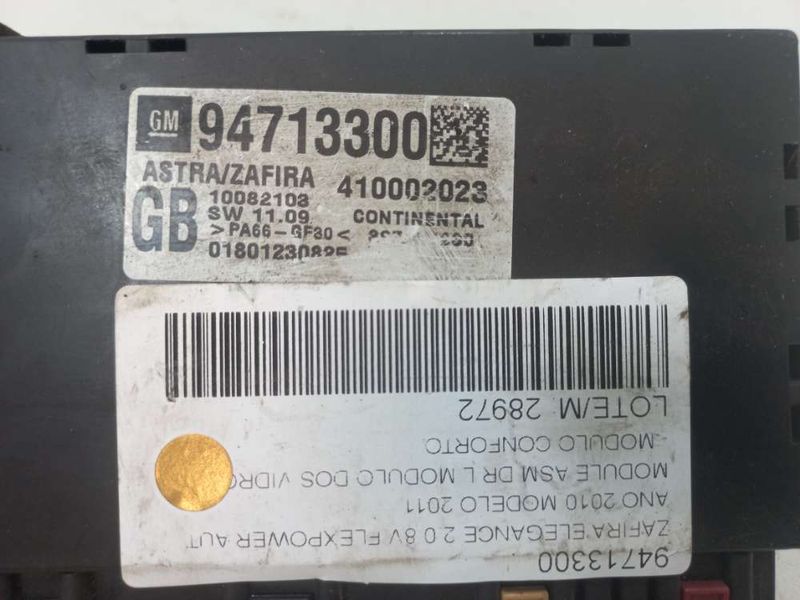 GM 94713300
ASTRA/ZAFIRA 410002023
GB
10082103
SW 11.09 CONTINENTAL
>PA66-GF30<
94713300
ZAFIRA ELEGANCE 2.0 8V FLEXPOWER AUT
ANO 2010 MODELO 2011
MODULE ASM DR L MODULO DOS VIDRO
-MODULO CONFORTO
LOTE/M 28972